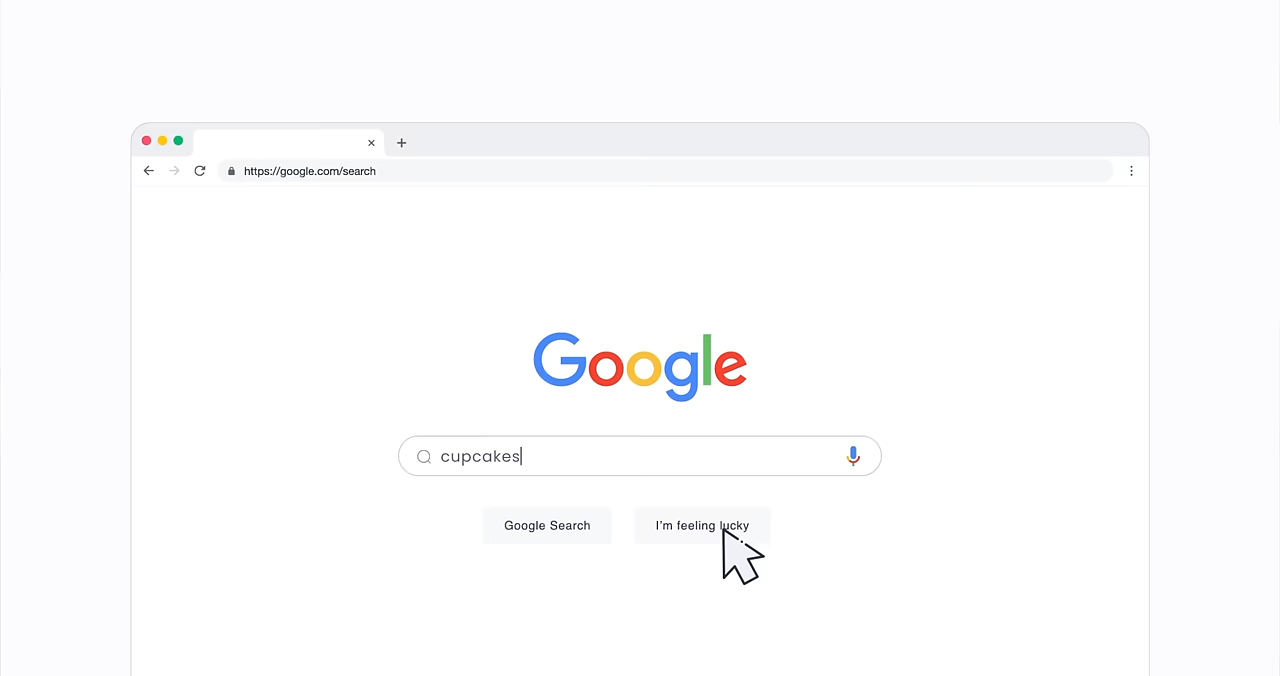 https://google.com/search
Google
cupcakes
Google Search
I'm feeling lucky